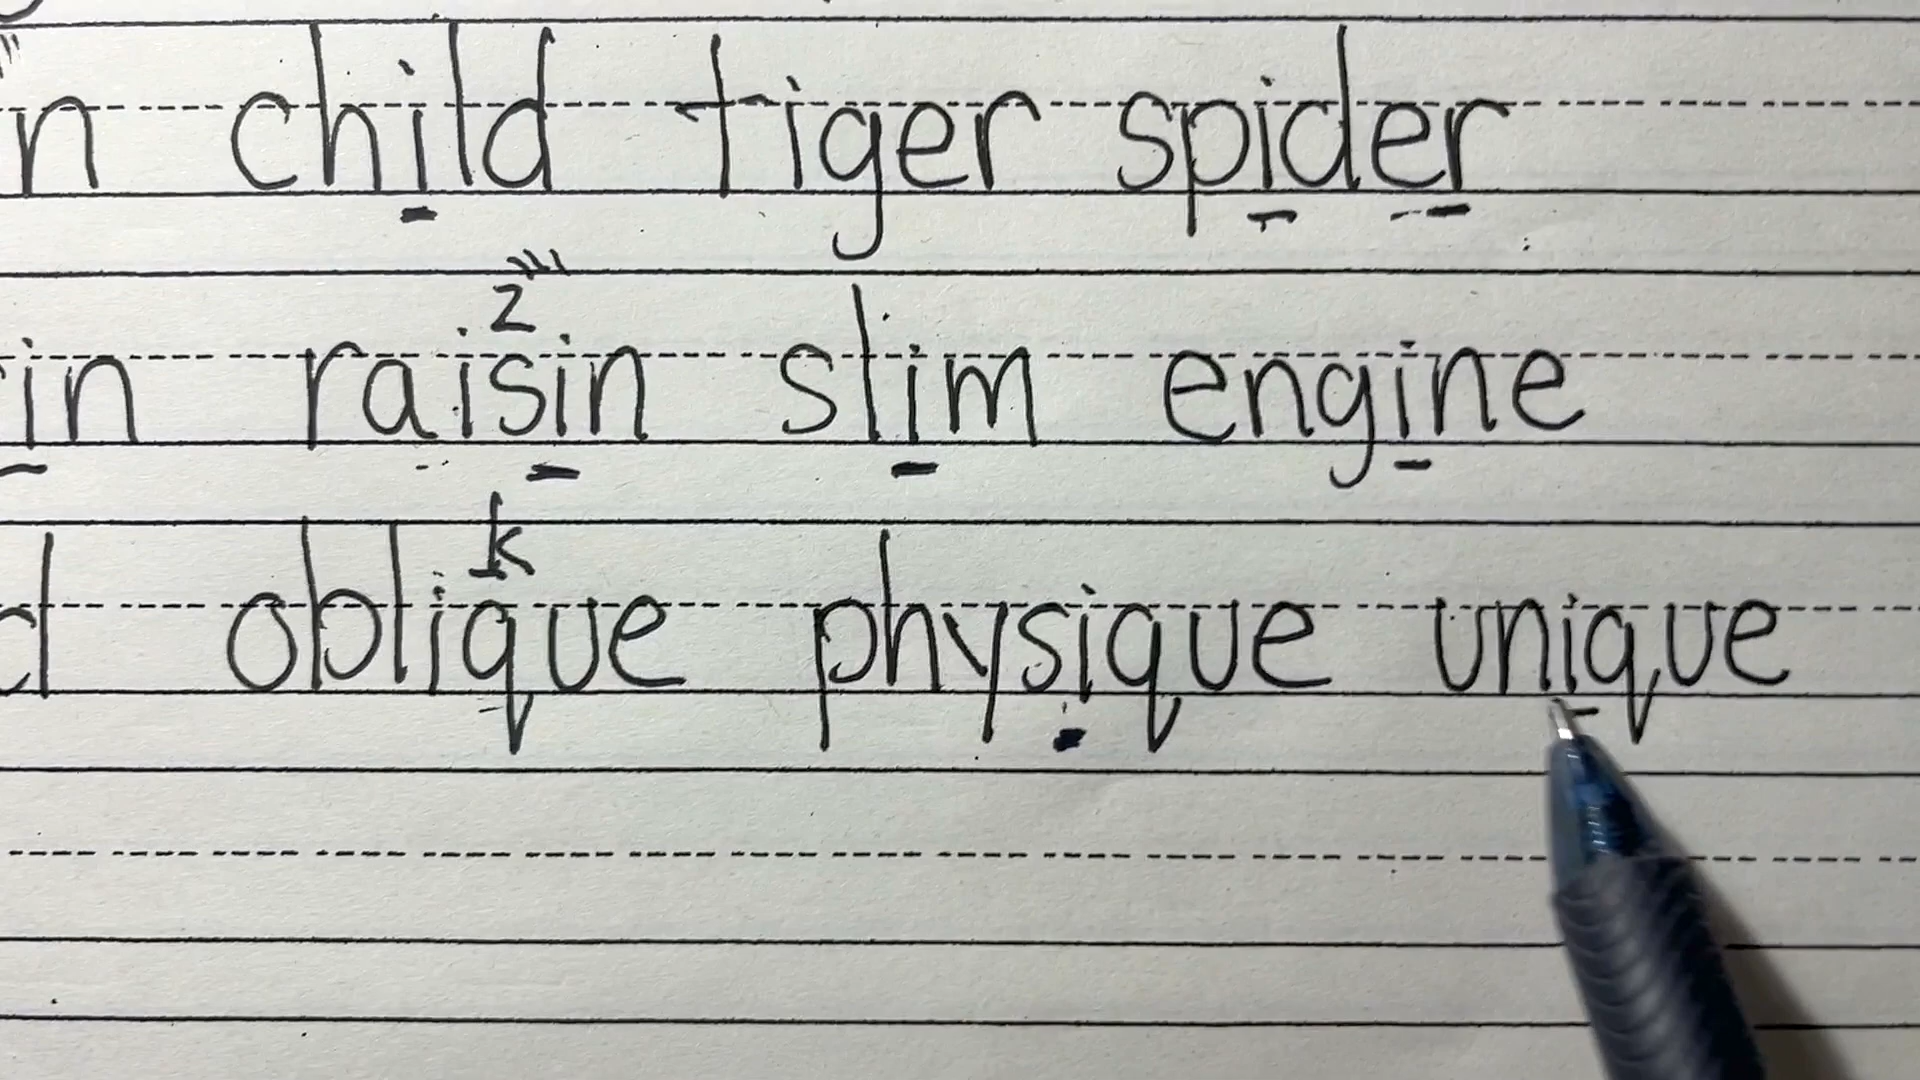 n child tiger spider
z
in raisin slim engine
k
d oblique physique unique